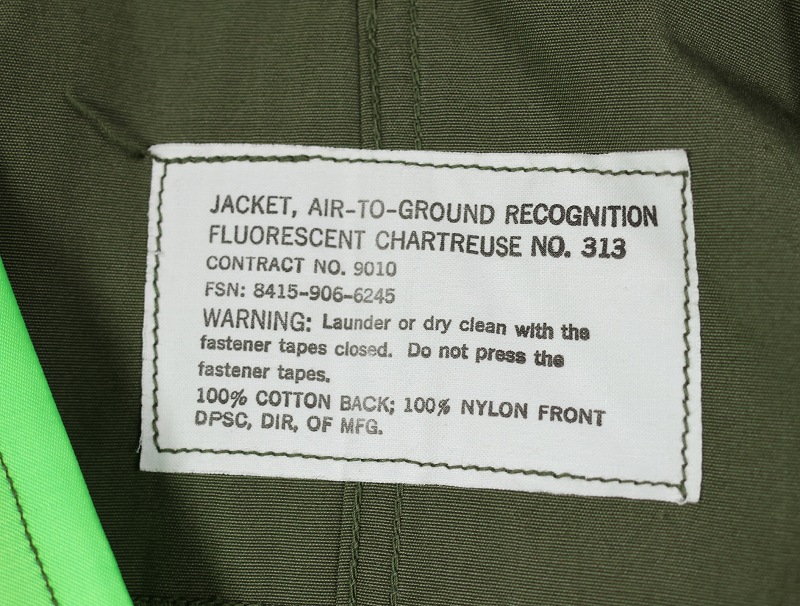 JACKET, AIR-TO-GROUND RECOGNITION
FLUORESCENT CHARTREUSE NO. 313
CONTRACT NO. 9010
FSN: 8415-906-6245
WARNING: Launder or dry clean with the
fastener tapes closed. Do not press the
fastener tapes.
100% COTTON BACK; 100% NYLON FRONT
DPSC, DIR, OF MFG.